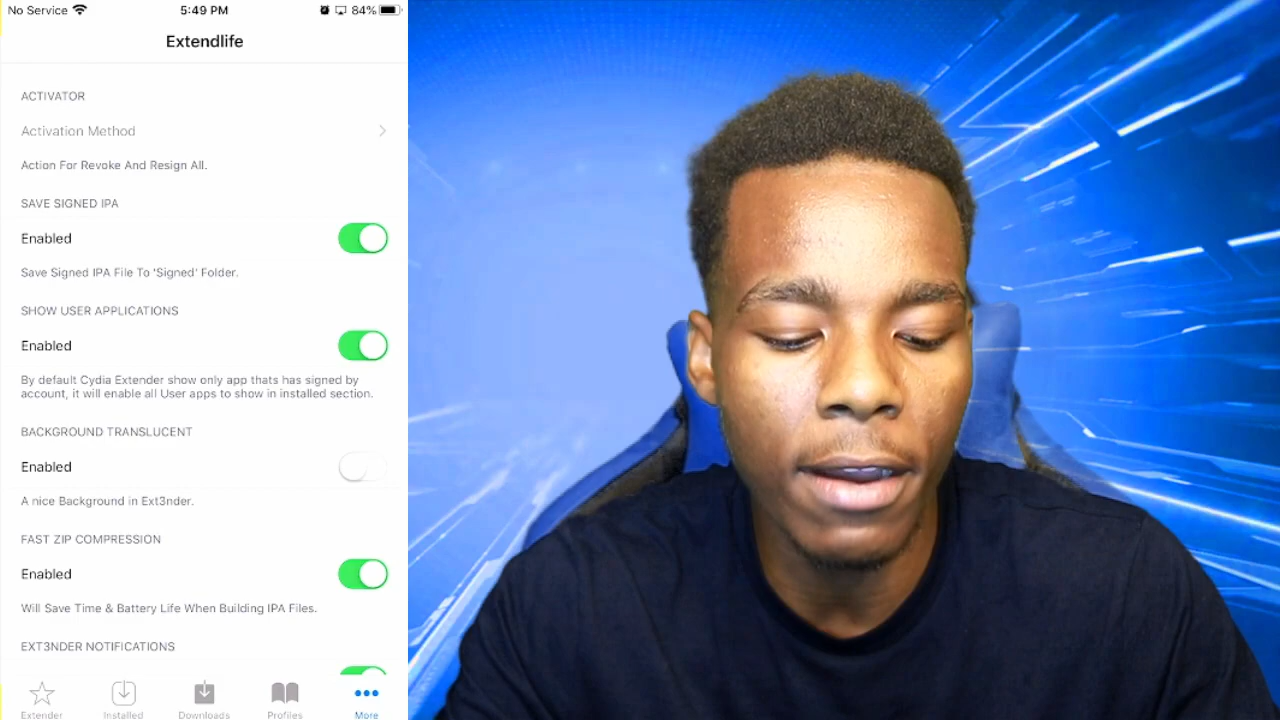 No Service 5:49 PM 84%
Extendlife
ACTIVATOR
Activation Method
Action For Revoke And Resign All.
SAVE SIGNED IPA
Enabled
Save Signed IPA File To 'Signed' Folder.
SHOW USER APPLICATIONS
Enabled
By default Cydia Extender show only app thats has signed by
account, it will enable all User apps to show in installed section.
BACKGROUND TRANSLUCENT
Enabled
A nice Background in Ext3nder.
FAST ZIP COMPRESSION
Enabled
Will Save Time & Battery Life When Building IPA Files.
EXT3NDER NOTIFICATIONS
Extender Installed Downloads Profiles More